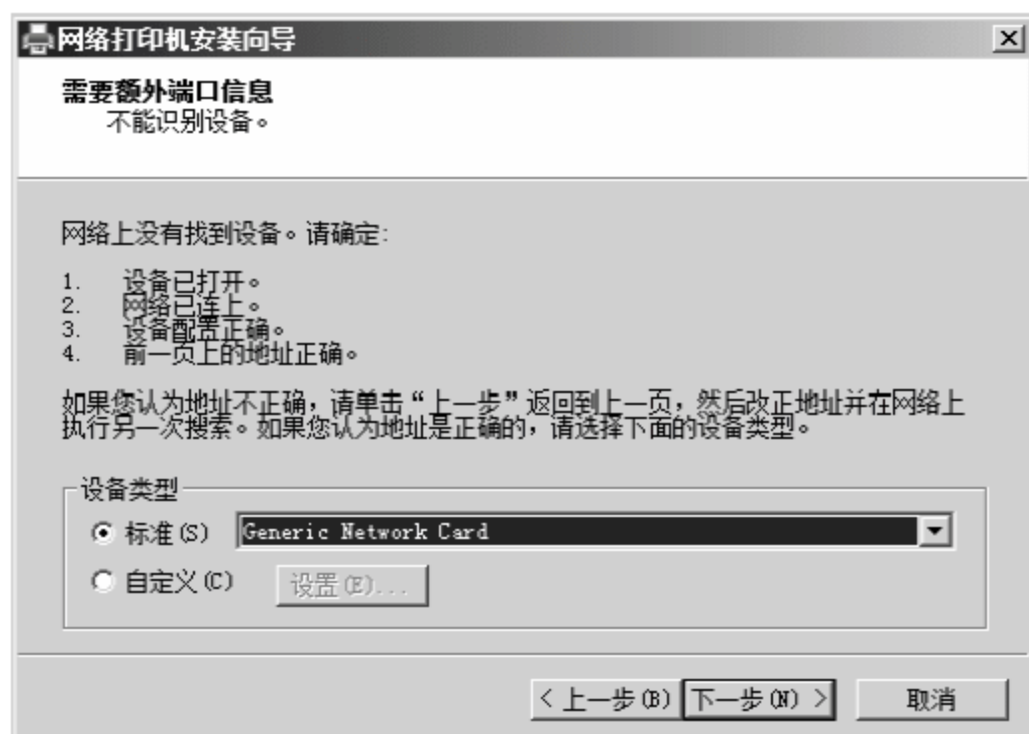 网络打印机安装向导
需要额外端口信息
不能识别设备。
网络上没有找到设备。请确定:
1. 设备已打开。
2. 网络已连上。
3. 设备配置正确。
4. 前一页上的地址正确。
如果您认为地址不正确，请单击“上一步”返回到上一页，然后改正地址并在网络上
执行另一次搜索。如果您认为地址是正确的，请选择下面的设备类型。
设备类型
标准(S) Generic Network Card
自定义(C) 设置(E)...
< 上一步(B) 下一步(N) > 取消